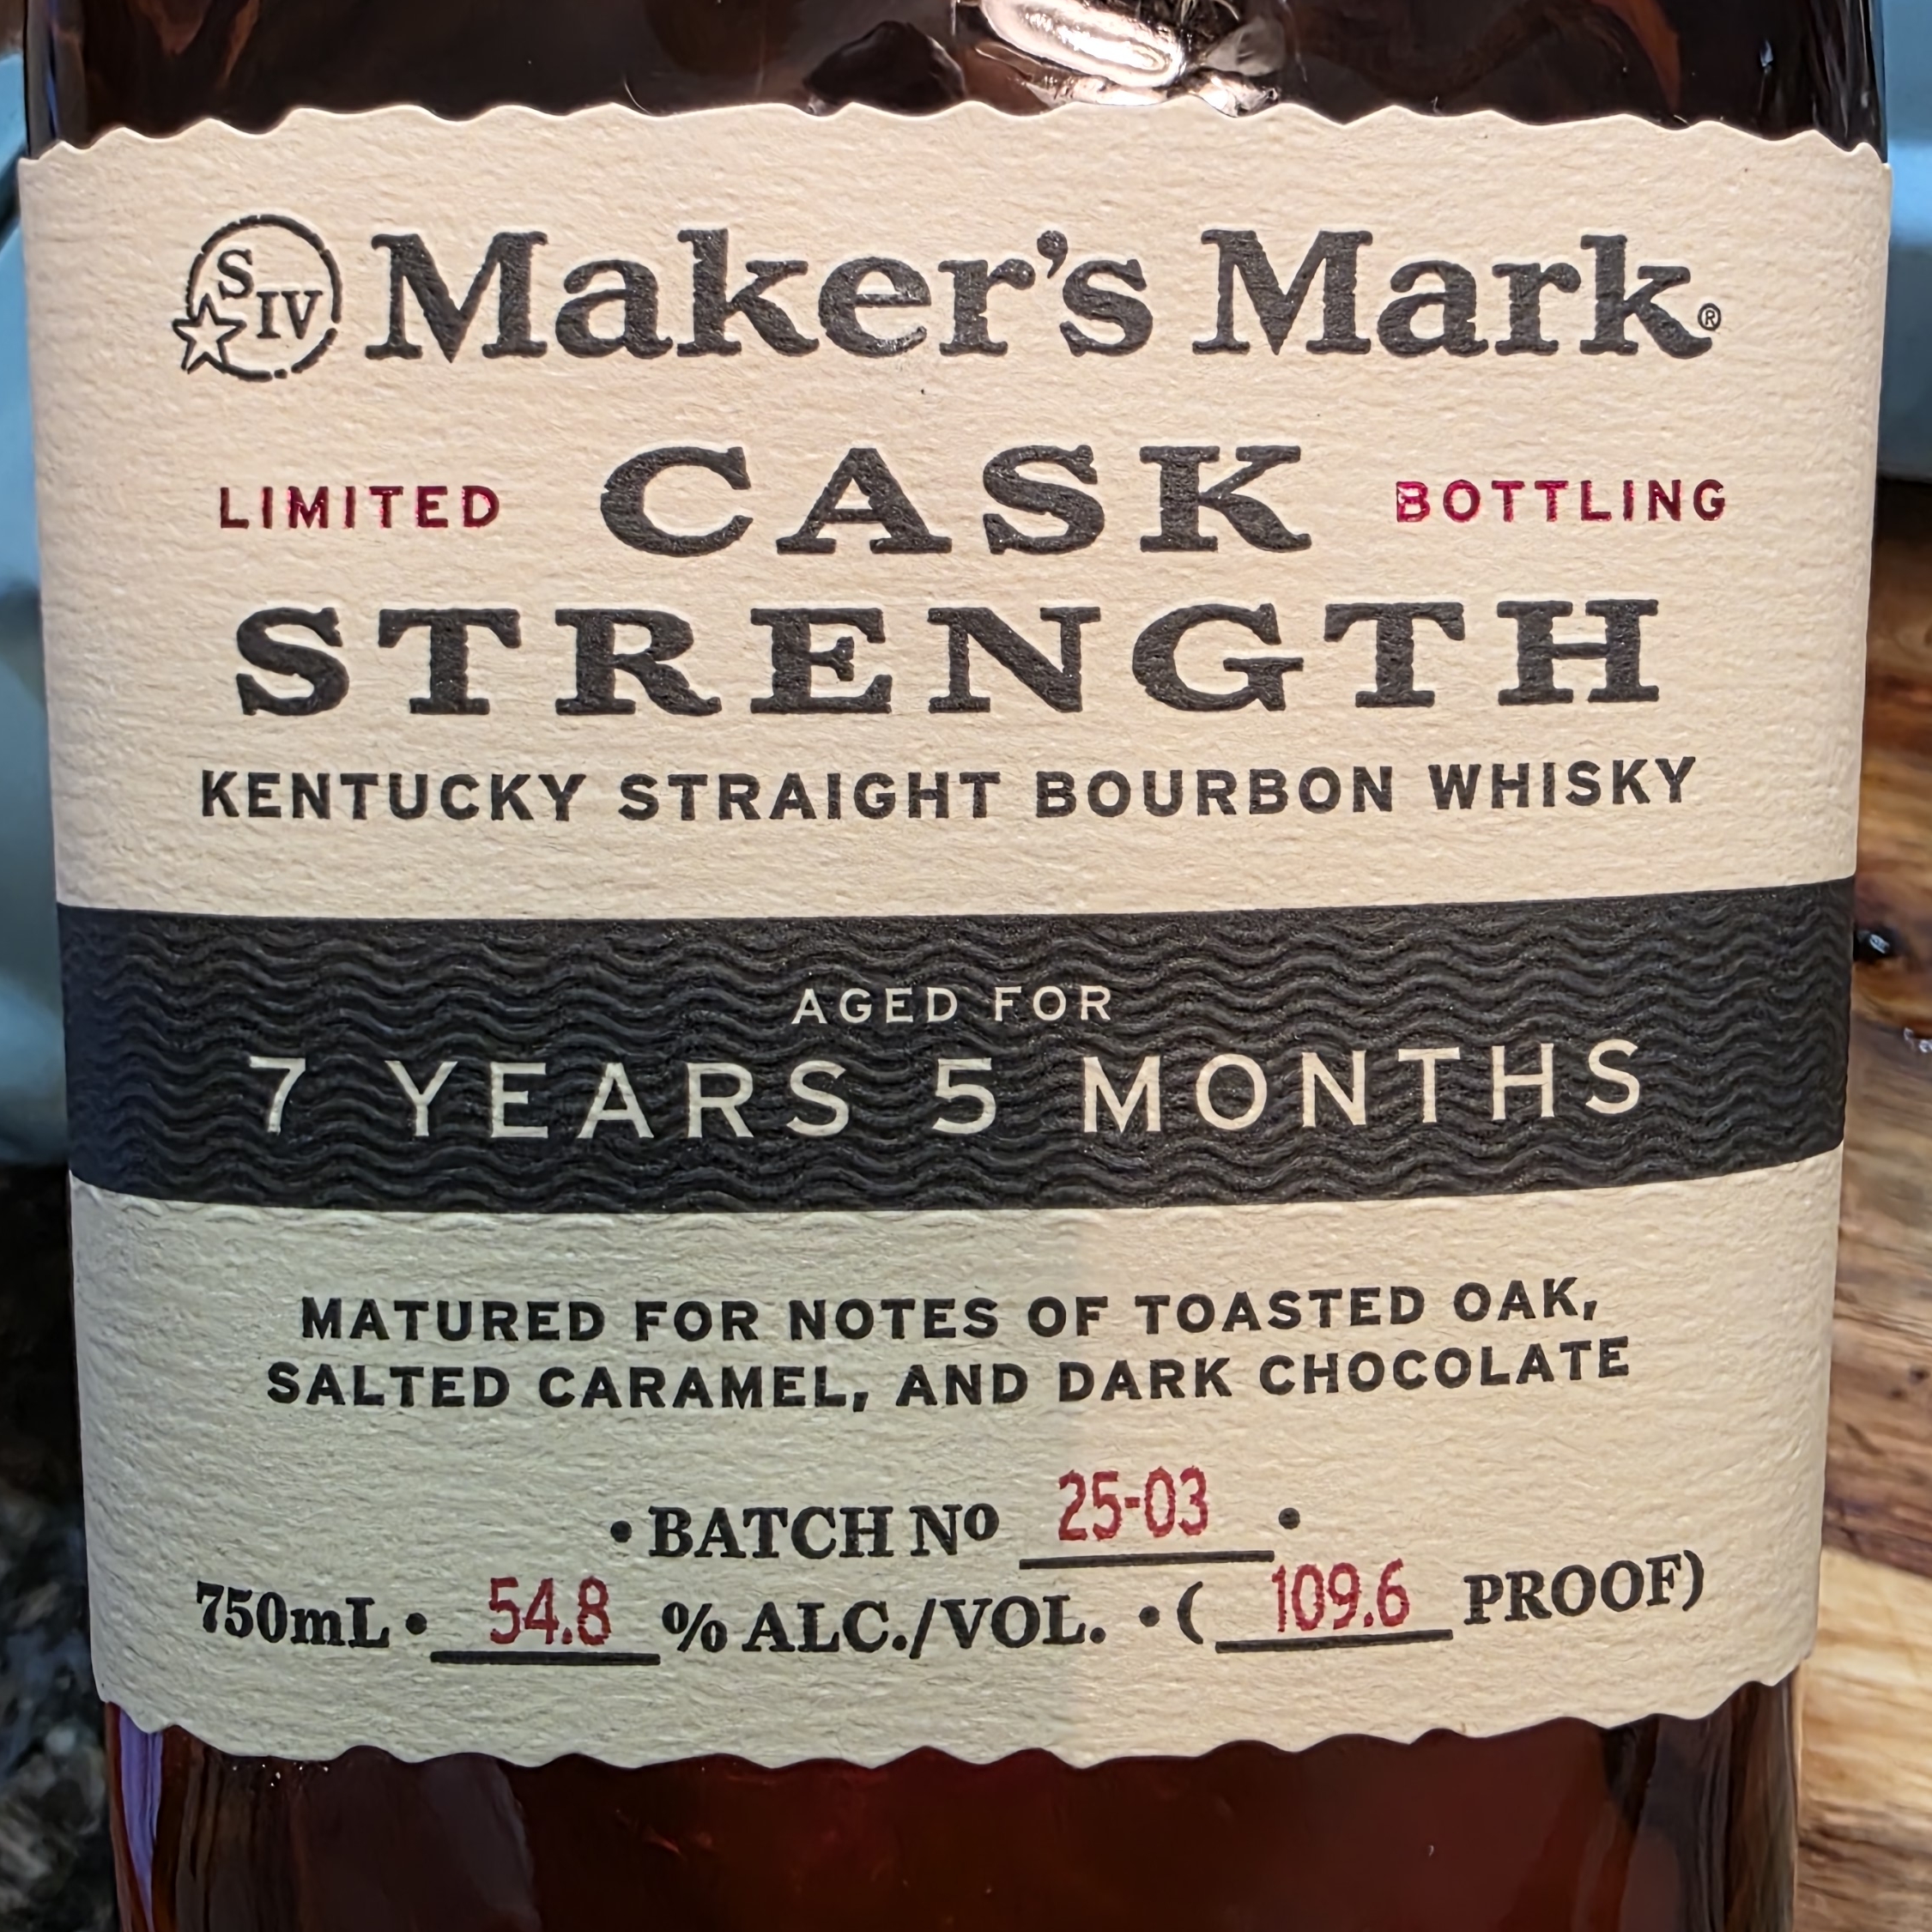 S IV Maker's Mark®
LIMITED CASK BOTTLING
STRENGTH
KENTUCKY STRAIGHT BOURBON WHISKY
AGED FOR
7 YEARS 5 MONTHS
MATURED FOR NOTES OF TOASTED OAK,
SALTED CARAMEL, AND DARK CHOCOLATE
• BATCH Nº 25-03 •
750mL • 54.8 % ALC./VOL. • ( 109.6 PROOF)